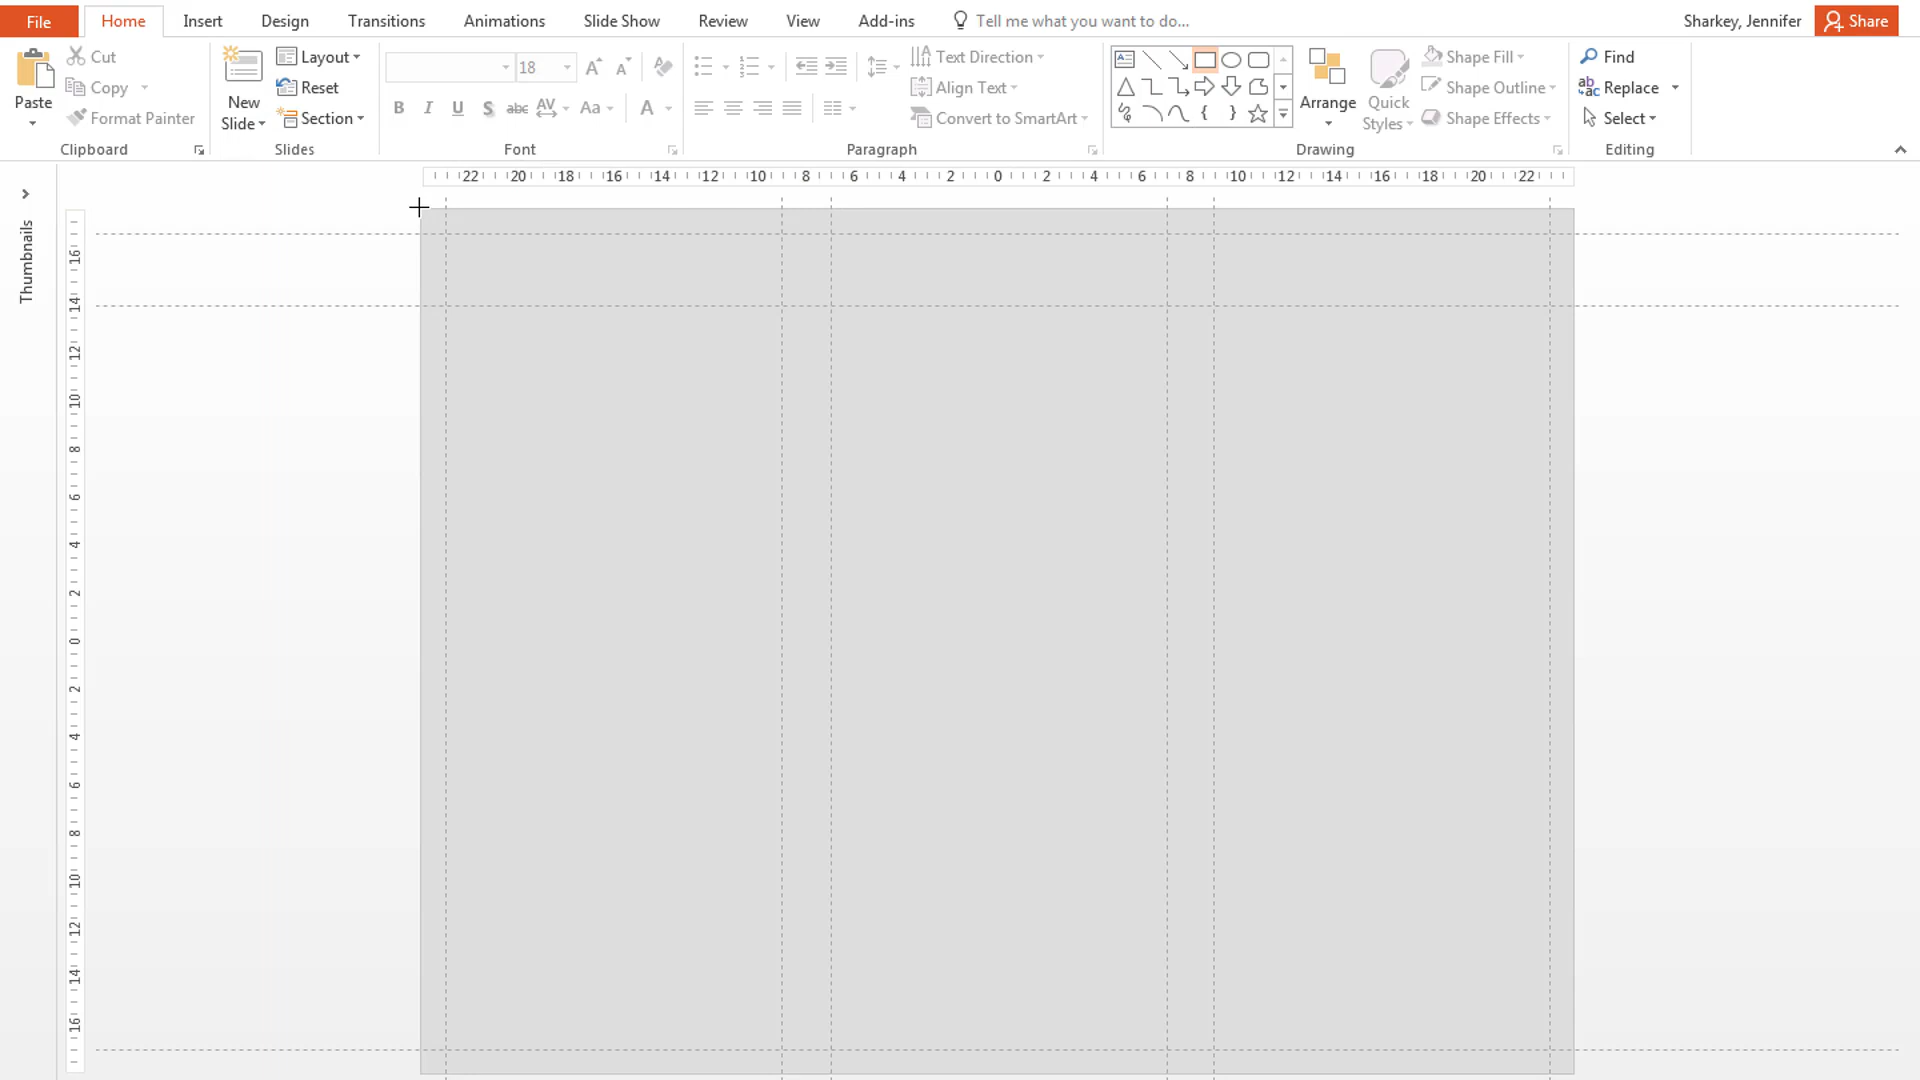 File Home Insert Design Transitions Animations Slide Show Review View Add-ins Tell me what you want to do... Sharkey, Jennifer Share
Paste
Cut
Copy
Format Painter
Clipboard
New Slide
Layout
Reset
Section
Slides
18
B I U S abc AV Aa A
Font
Text Direction
Align Text
Convert to SmartArt
Paragraph
Arrange
Quick Styles
Shape Fill
Shape Outline
Shape Effects
Drawing
Find
Replace
Select
Editing
22 20 18 16 14 12 10 8 6 4 2 0 2 4 6 8 10 12 14 16 18 20 22
Thumbnails
16
14
12
10
8
6
4
2
0
2
4
6
8
10
12
14
16